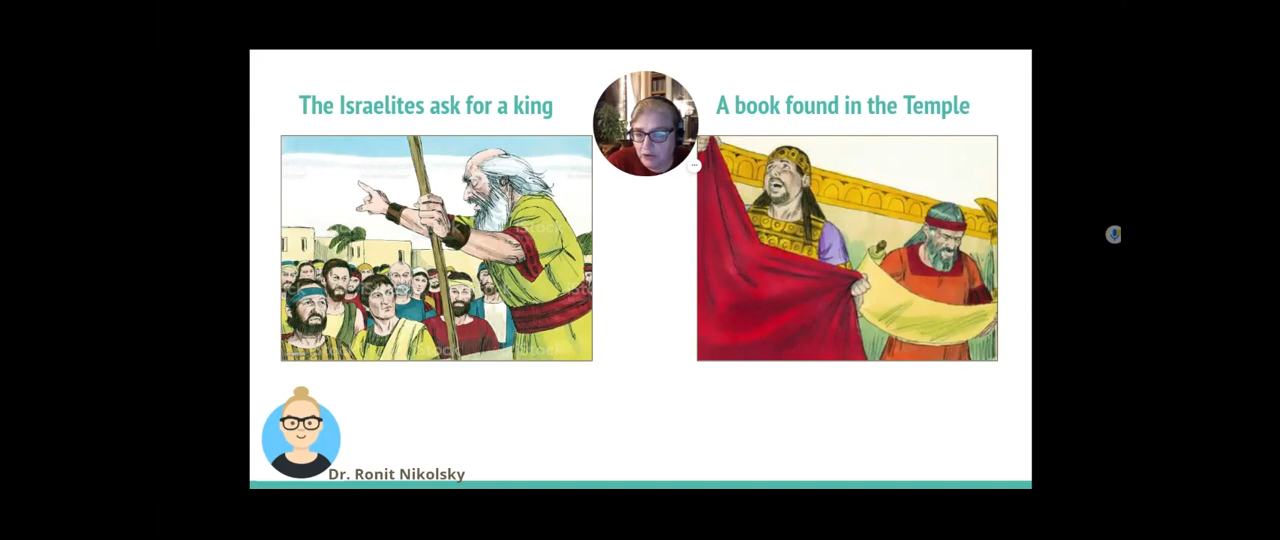 The Israelites ask for a king
A book found in the Temple
Dr. Ronit Nikolsky